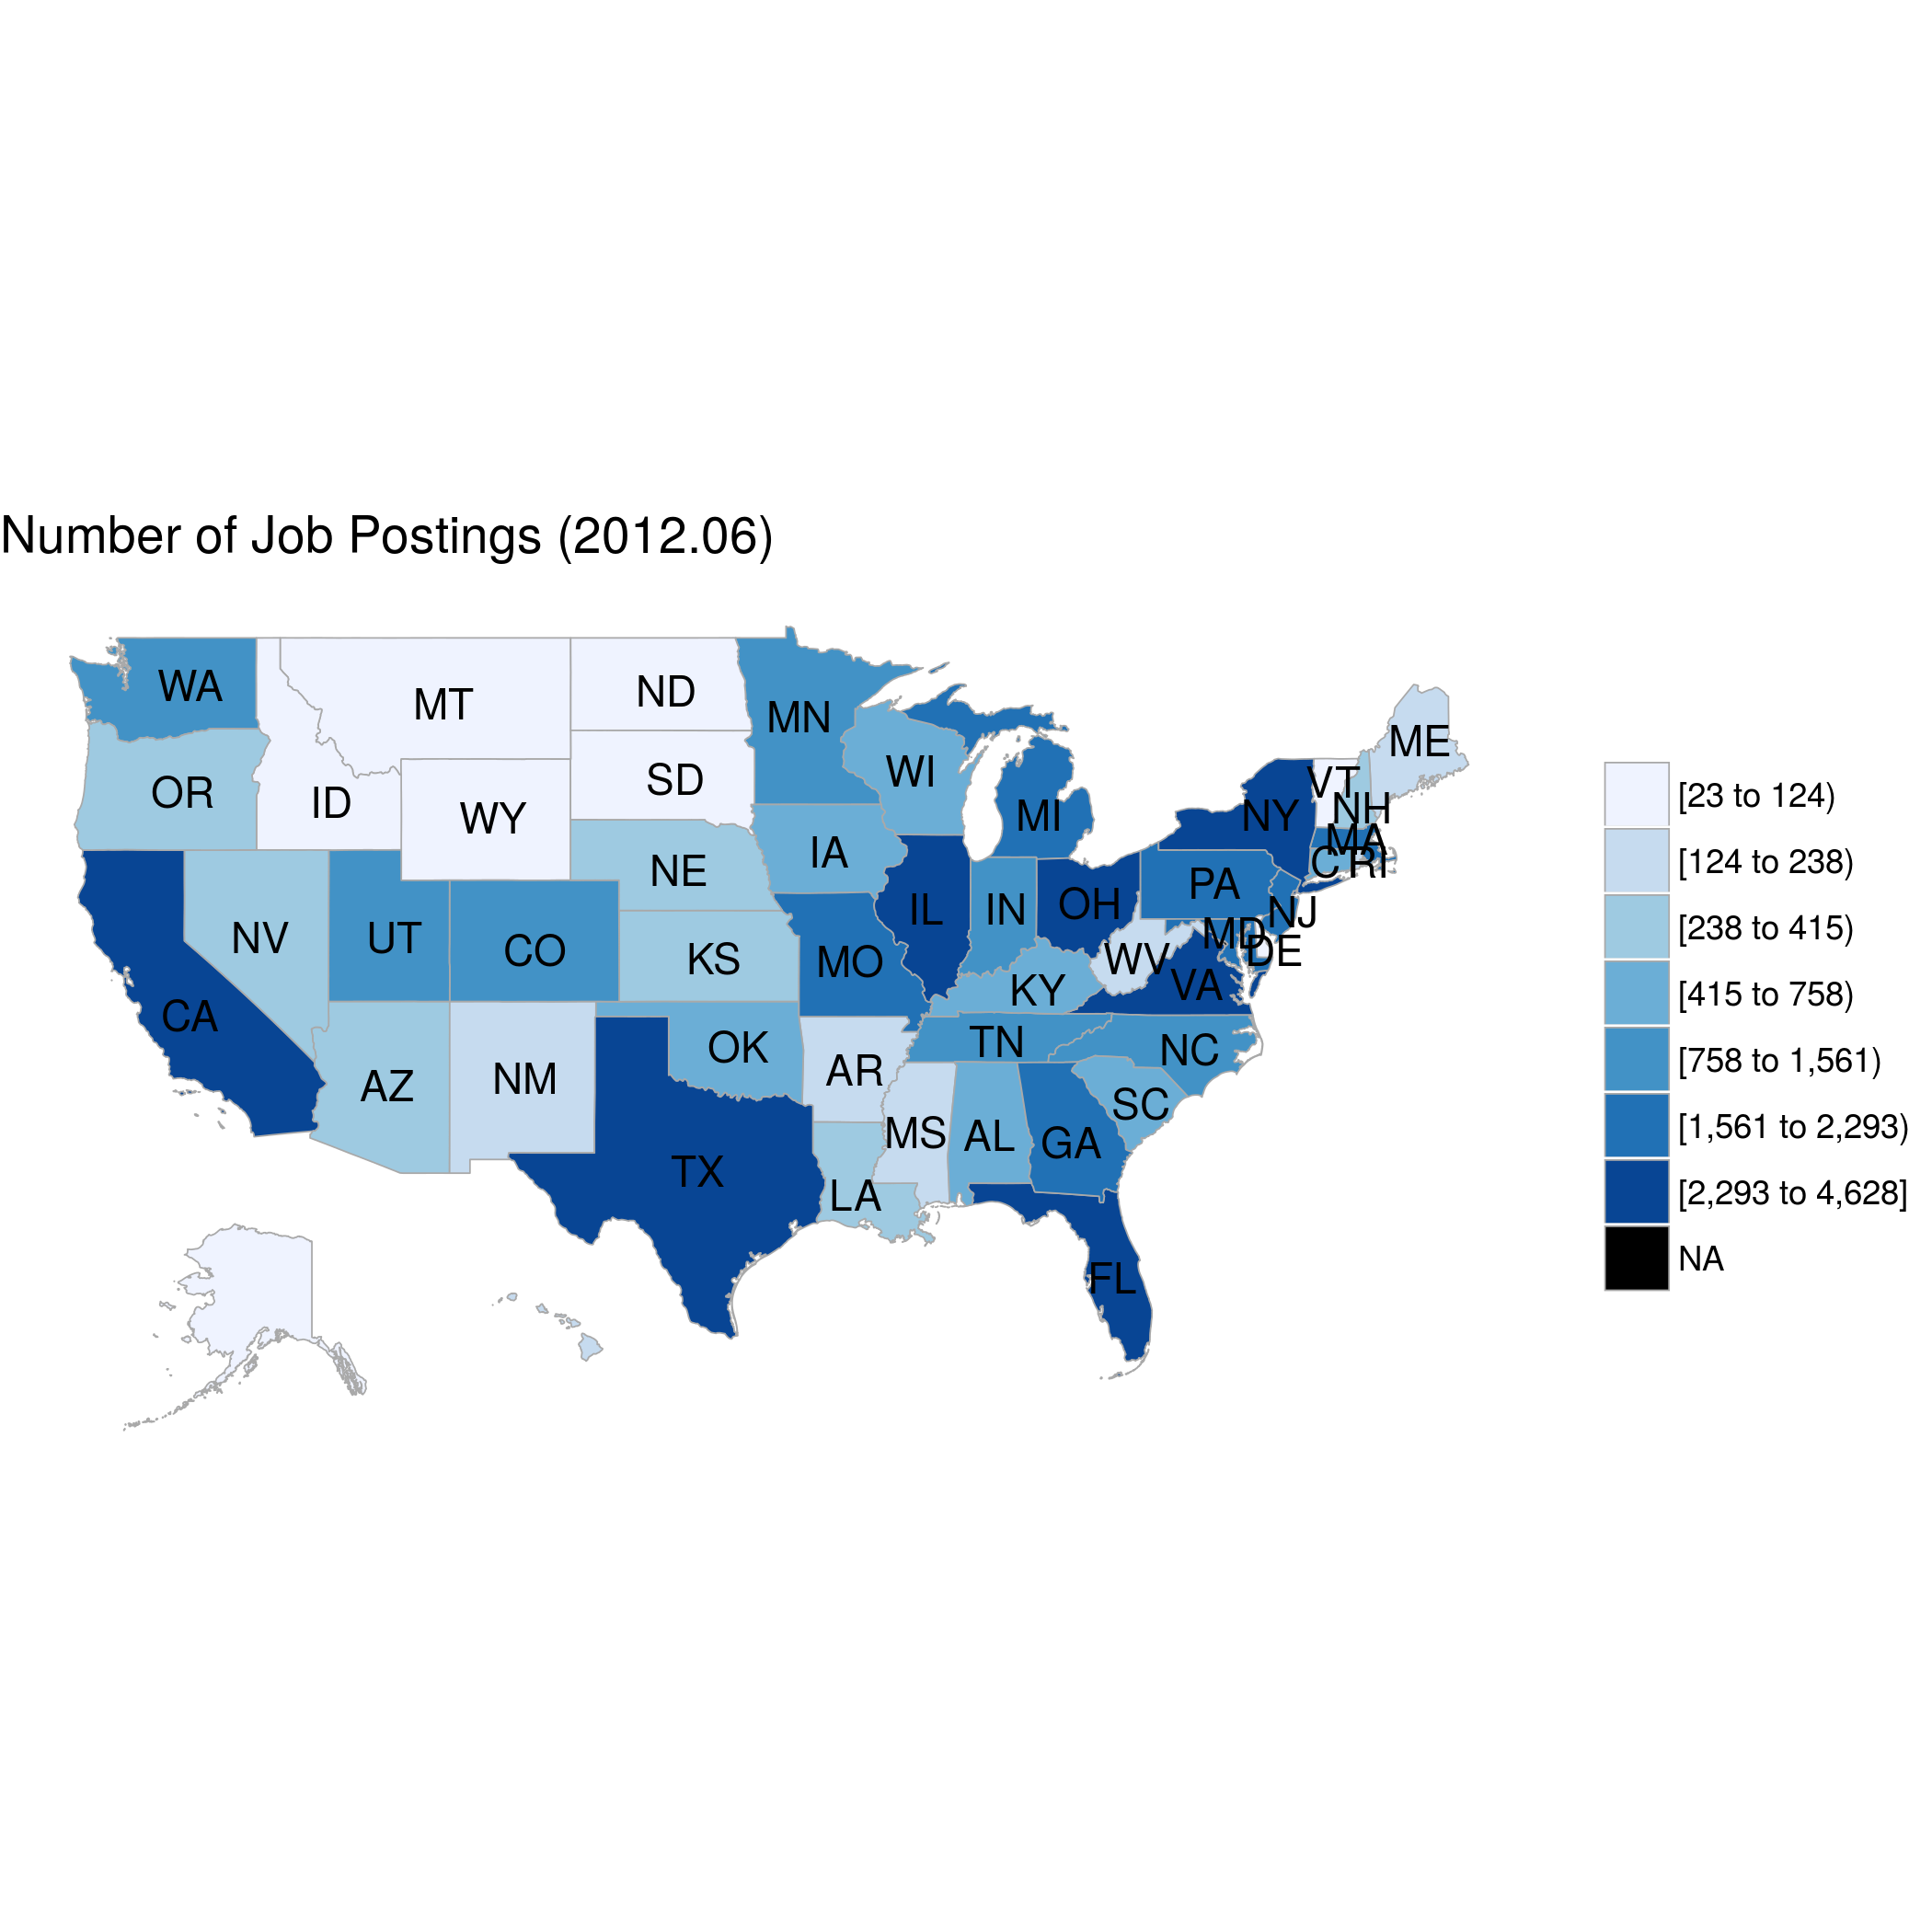 Number of Job Postings (2012.06)
WA
MT
ND
MN
ME
OR
ID
WY
SD
WI
MI
NY
VT
NH
MA
CT
RI
NV
UT
CO
NE
IA
KS
MO
IL
IN
OH
PA
NJ
MD
DE
WV
VA
KY
CA
AZ
NM
OK
AR
TN
NC
SC
MS
AL
GA
TX
LA
FL
[23 to 124)
[124 to 238)
[238 to 415)
[415 to 758)
[758 to 1,561)
[1,561 to 2,293)
[2,293 to 4,628]
NA